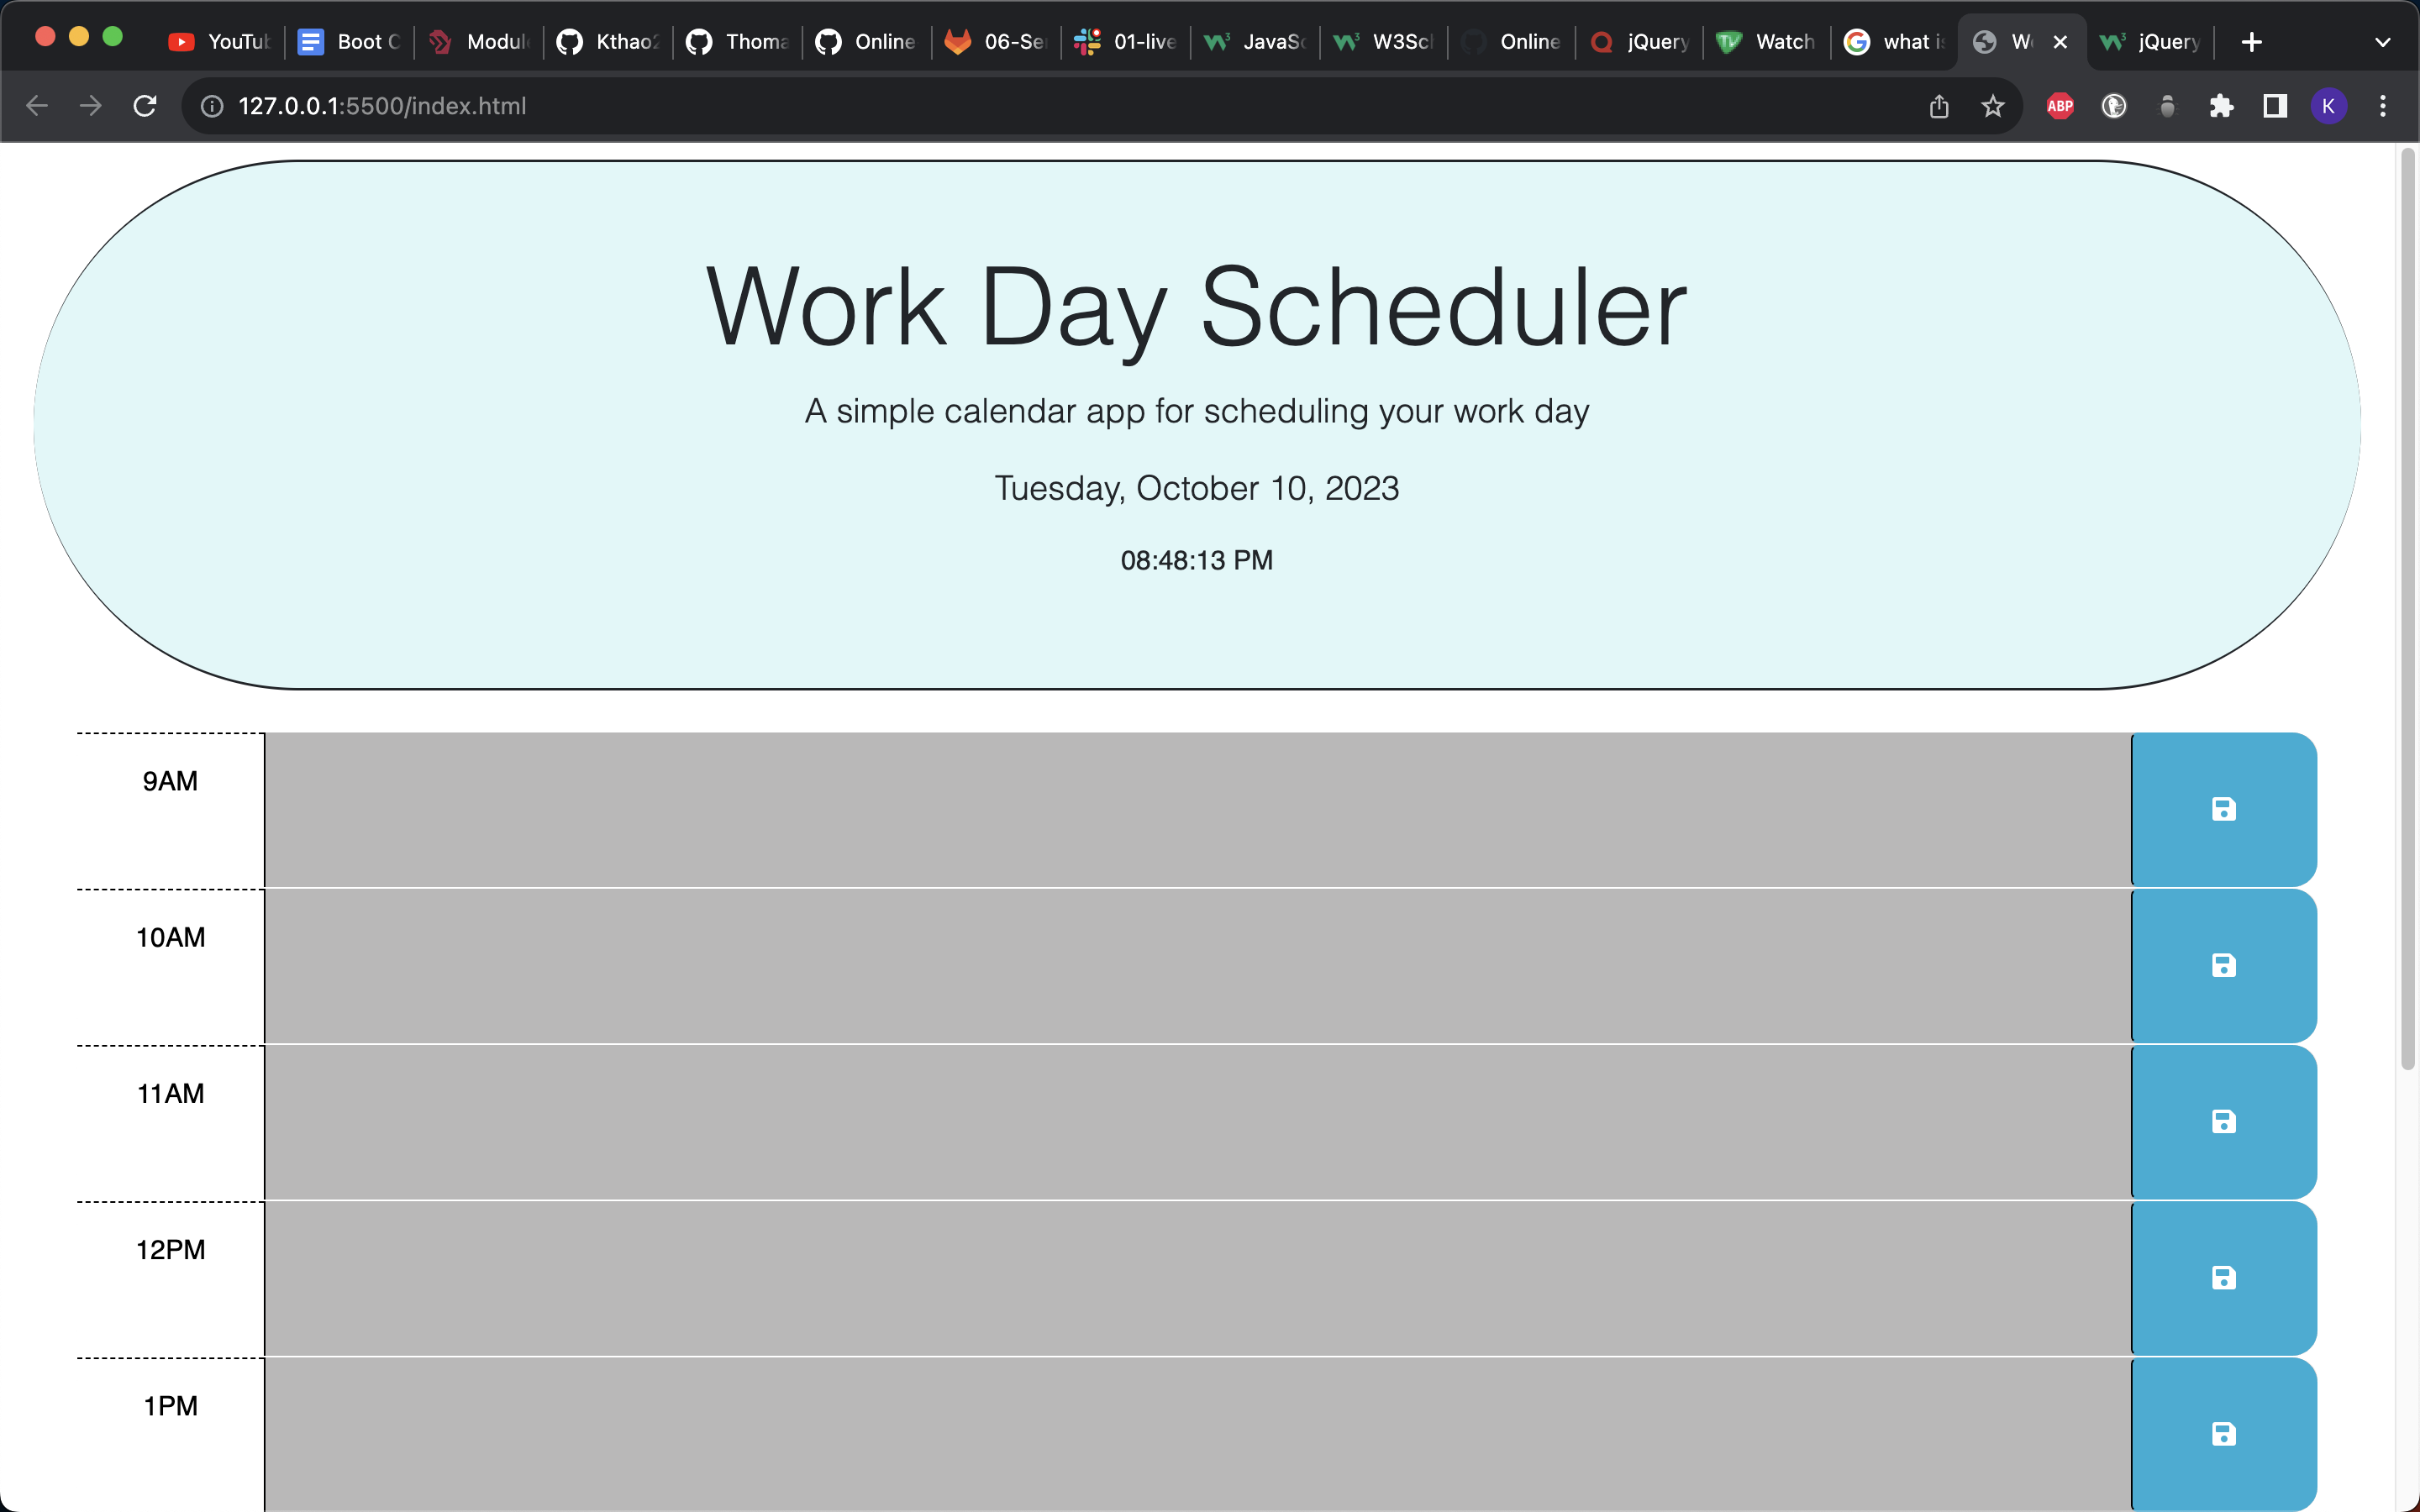 YouTub Boot C Modul Kthao2 Thoma Online 06-Se 01-live JavaSc W3Sch Online jQuery Watch what is We jQuery
127.0.0.1:5500/index.html ABP K
Work Day Scheduler
A simple calendar app for scheduling your work day
Tuesday, October 10, 2023
08:48:13 PM
9AM
10AM
11AM
12PM
1PM